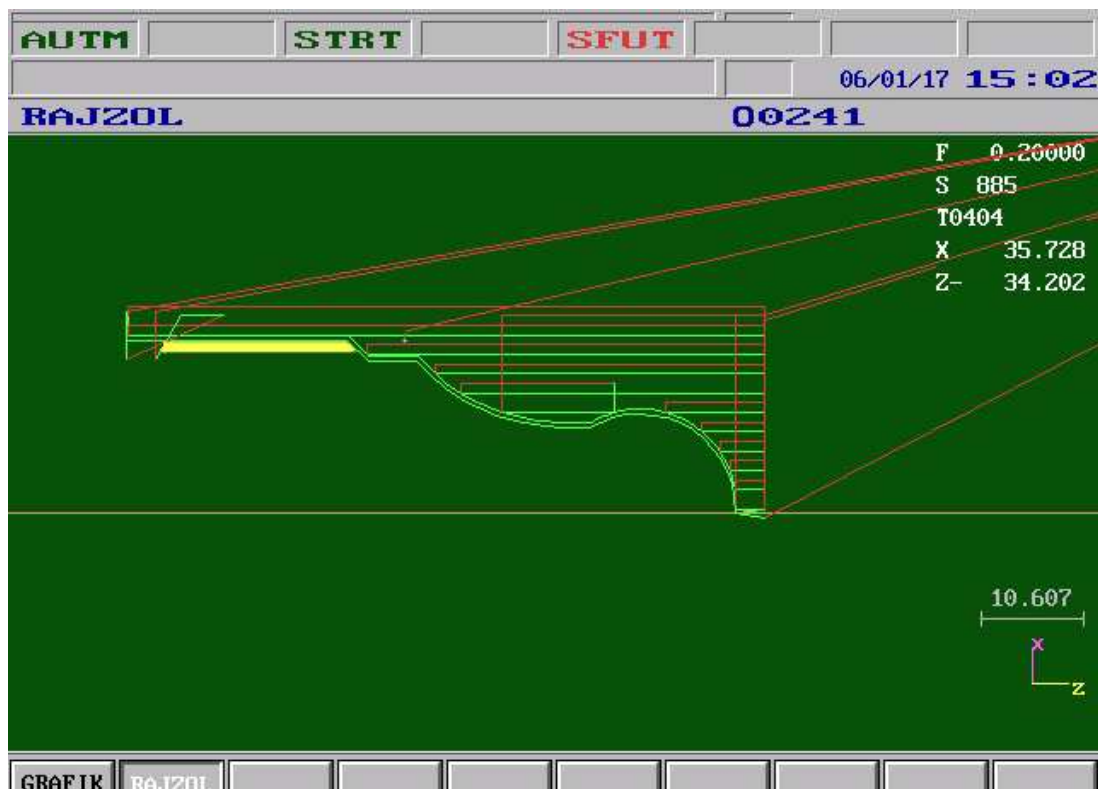 AUTM STRT SFUT
06/01/17 15:02
RAJZOL O0241
F 0.20000
S 885
T0404
X 35.728
Z- 34.202
10.607
X
Z
GRAFIK RAJZOL